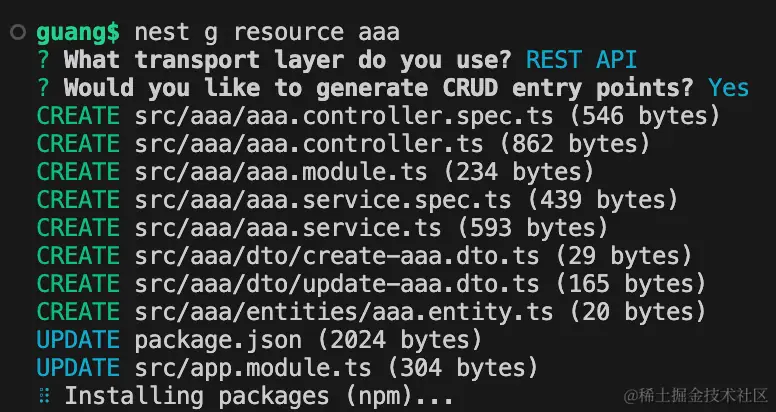 guang$ nest g resource aaa
? What transport layer do you use? REST API
? Would you like to generate CRUD entry points? Yes
CREATE src/aaa/aaa.controller.spec.ts (546 bytes)
CREATE src/aaa/aaa.controller.ts (862 bytes)
CREATE src/aaa/aaa.module.ts (234 bytes)
CREATE src/aaa/aaa.service.spec.ts (439 bytes)
CREATE src/aaa/aaa.service.ts (593 bytes)
CREATE src/aaa/dto/create-aaa.dto.ts (29 bytes)
CREATE src/aaa/dto/update-aaa.dto.ts (165 bytes)
CREATE src/aaa/entities/aaa.entity.ts (20 bytes)
UPDATE package.json (2024 bytes)
UPDATE src/app.module.ts (304 bytes)
⠿ Installing packages (npm)...
@稀土掘金技术社区